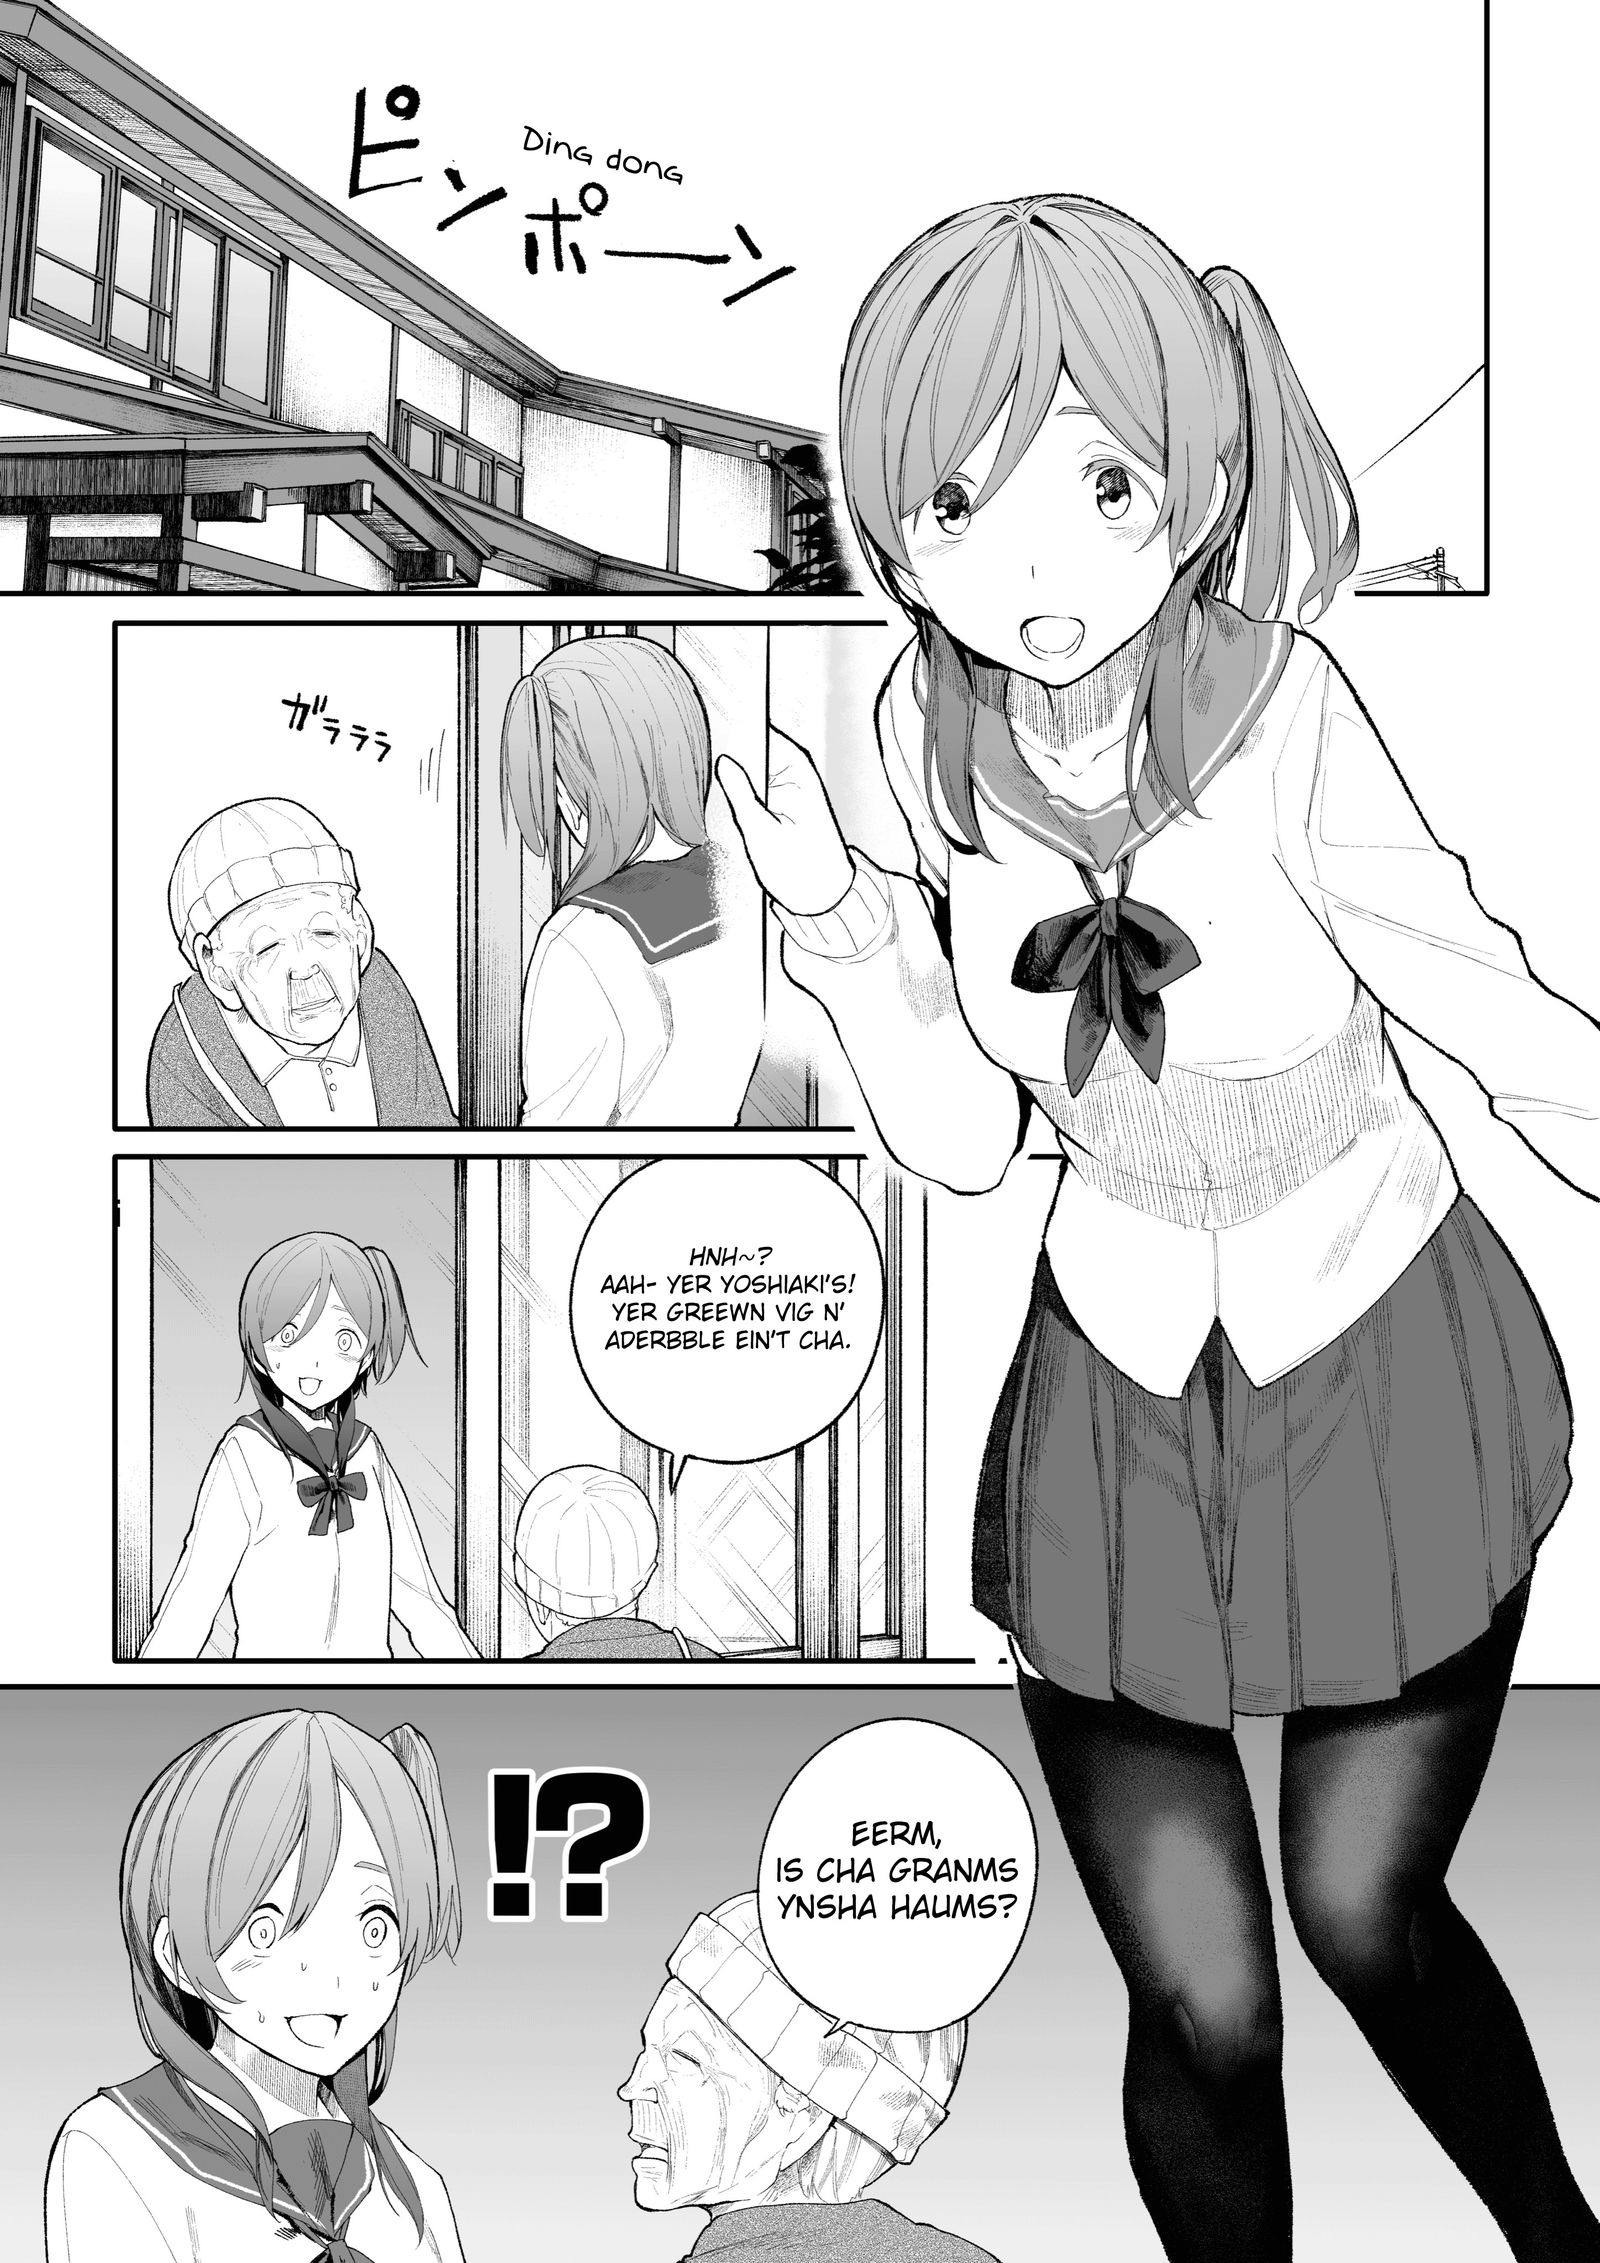 ピンポーン
Ding dong
ガラララ
HNH~?
AAH- YER YOSHIAKI'S!
YER GREEWN VIG N'
ADERBBLE EIN'T CHA.
!?
EERM,
IS CHA GRANMS
YNSHA HAUMS?